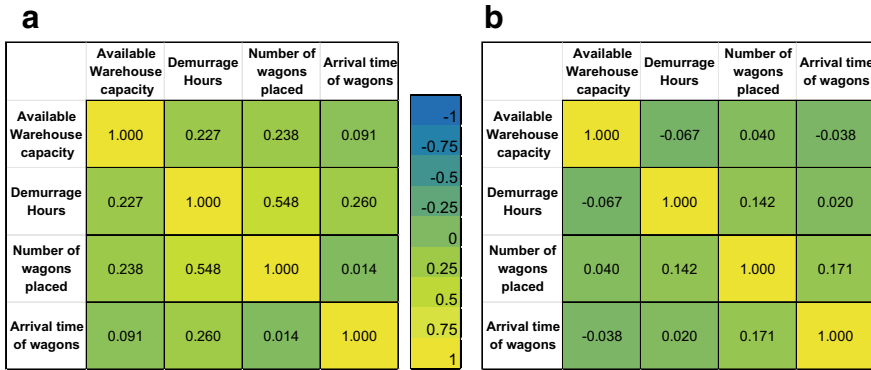 a
Available Warehouse capacity Demurrage Hours Number of wagons placed Arrival time of wagons
Available Warehouse capacity 1.000 0.227 0.238 0.091
Demurrage Hours 0.227 1.000 0.548 0.260
Number of wagons placed 0.238 0.548 1.000 0.014
Arrival time of wagons 0.091 0.260 0.014 1.000
-1
-0.75
-0.5
-0.25
0
0.25
0.5
0.75
1
b
Available Warehouse capacity Demurrage Hours Number of wagons placed Arrival time of wagons
Available Warehouse capacity 1.000 -0.067 0.040 -0.038
Demurrage Hours -0.067 1.000 0.142 0.020
Number of wagons placed 0.040 0.142 1.000 0.171
Arrival time of wagons -0.038 0.020 0.171 1.000